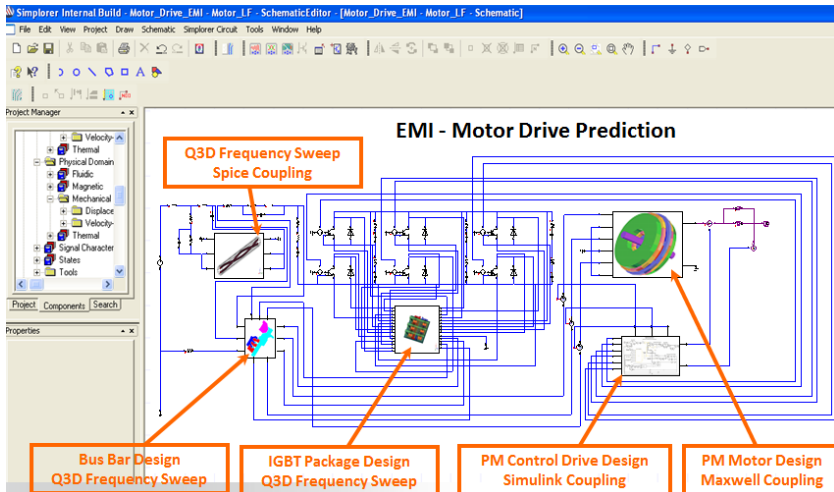 Simplorer Internal Build - Motor_Drive_EMI - Motor_LF - SchematicEditor - [Motor_Drive_EMI - Motor_LF - Schematic]
File Edit View Project Draw Schematic Simplorer Circuit Tools Window Help
Project Manager
Velocity-
Thermal
Physical Domain
Fluidic
Magnetic
Mechanical
Displace
Velocity-
Thermal
Signal Character
States
Tools
Project Components Search
Properties
EMI - Motor Drive Prediction
Q3D Frequency Sweep
Spice Coupling
Bus Bar Design
Q3D Frequency Sweep
IGBT Package Design
Q3D Frequency Sweep
PM Control Drive Design
Simulink Coupling
PM Motor Design
Maxwell Coupling